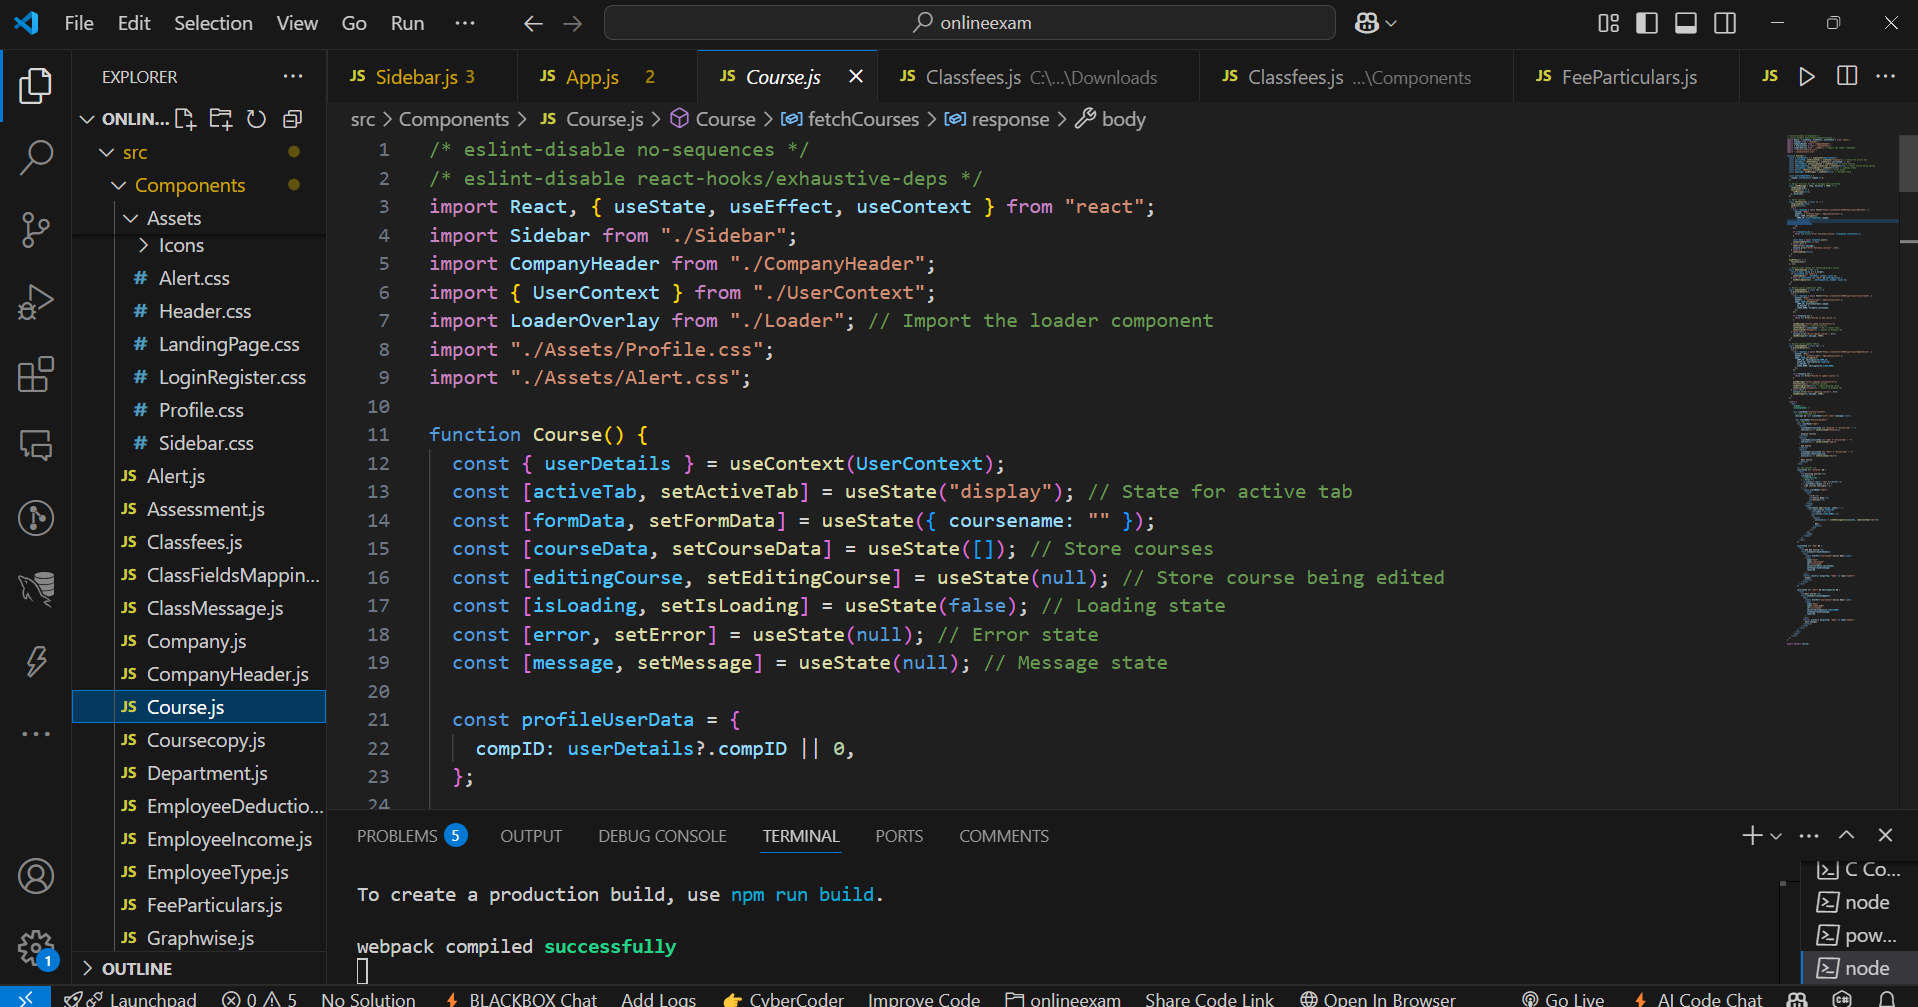 File Edit Selection View Go Run ··· onlineexam
EXPLORER ···
ONLIN...
src
Components
Assets
Icons
# Alert.css
# Header.css
# LandingPage.css
# LoginRegister.css
# Profile.css
# Sidebar.css
JS Alert.js
JS Assessment.js
JS Classfees.js
JS ClassFieldsMappin...
JS ClassMessage.js
JS Company.js
JS CompanyHeader.js
JS Course.js
JS Coursecopy.js
JS Department.js
JS EmployeeDeductio...
JS EmployeeIncome.js
JS EmployeeType.js
JS FeeParticulars.js
JS Graphwise.js
OUTLINE
1
JS Sidebar.js 3 JS App.js 2 JS Course.js JS Classfees.js C:\...\Downloads JS Classfees.js ...\Components JS FeeParticulars.js JS
src > Components > JS Course.js > Course > fetchCourses > response > body
1 /* eslint-disable no-sequences */
2 /* eslint-disable react-hooks/exhaustive-deps */
3 import React, { useState, useEffect, useContext } from "react";
4 import Sidebar from "./Sidebar";
5 import CompanyHeader from "./CompanyHeader";
6 import { UserContext } from "./UserContext";
7 import LoaderOverlay from "./Loader"; // Import the loader component
8 import "./Assets/Profile.css";
9 import "./Assets/Alert.css";
10
11 function Course() {
12 const { userDetails } = useContext(UserContext);
13 const [activeTab, setActiveTab] = useState("display"); // State for active tab
14 const [formData, setFormData] = useState({ coursename: "" });
15 const [courseData, setCourseData] = useState([]); // Store courses
16 const [editingCourse, setEditingCourse] = useState(null); // Store course being edited
17 const [isLoading, setIsLoading] = useState(false); // Loading state
18 const [error, setError] = useState(null); // Error state
19 const [message, setMessage] = useState(null); // Message state
20
21 const profileUserData = {
22 compID: userDetails?.compID || 0,
23 };
24
PROBLEMS 5 OUTPUT DEBUG CONSOLE TERMINAL PORTS COMMENTS
To create a production build, use npm run build.
webpack compiled successfully
C Co...
node
pow...
node
Launchpad 0 5 No Solution BLACKBOX Chat Add Logs CyberCoder Improve Code onlineexam Share Code Link Open In Browser Go Live AI Code Chat